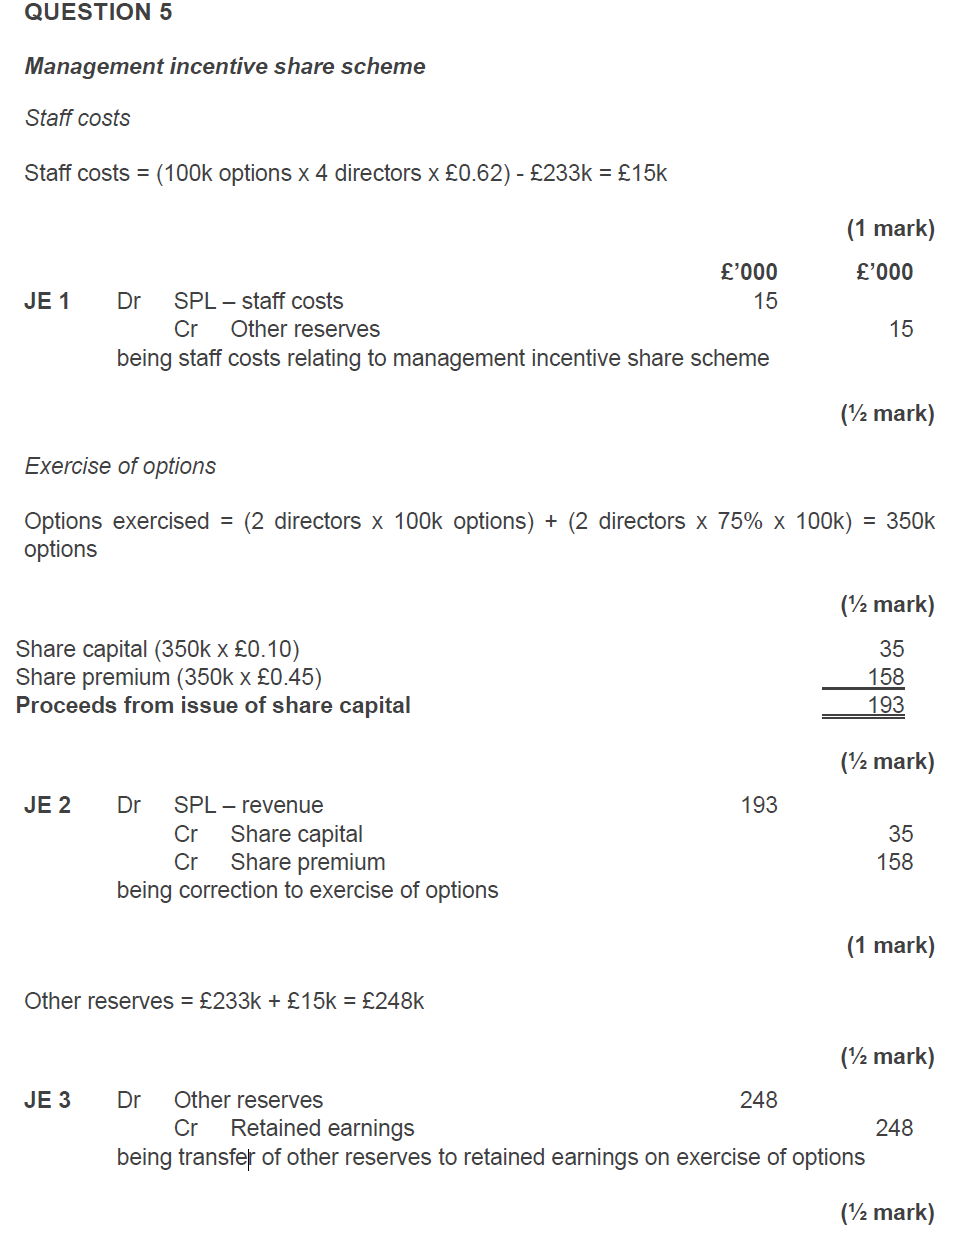 QUESTION 5
Management incentive share scheme
Staff costs
Staff costs = (100k options x 4 directors x £0.62) - £233k = £15k
(1 mark)
£’000 £’000
JE 1 Dr SPL – staff costs 15
Cr Other reserves 15
being staff costs relating to management incentive share scheme
(½ mark)
Exercise of options
Options exercised = (2 directors x 100k options) + (2 directors x 75% x 100k) = 350k
options
(½ mark)
Share capital (350k x £0.10) 35
Share premium (350k x £0.45) 158
Proceeds from issue of share capital 193
(½ mark)
JE 2 Dr SPL – revenue 193
Cr Share capital 35
Cr Share premium 158
being correction to exercise of options
(1 mark)
Other reserves = £233k + £15k = £248k
(½ mark)
JE 3 Dr Other reserves 248
Cr Retained earnings 248
being transfer of other reserves to retained earnings on exercise of options
(½ mark)